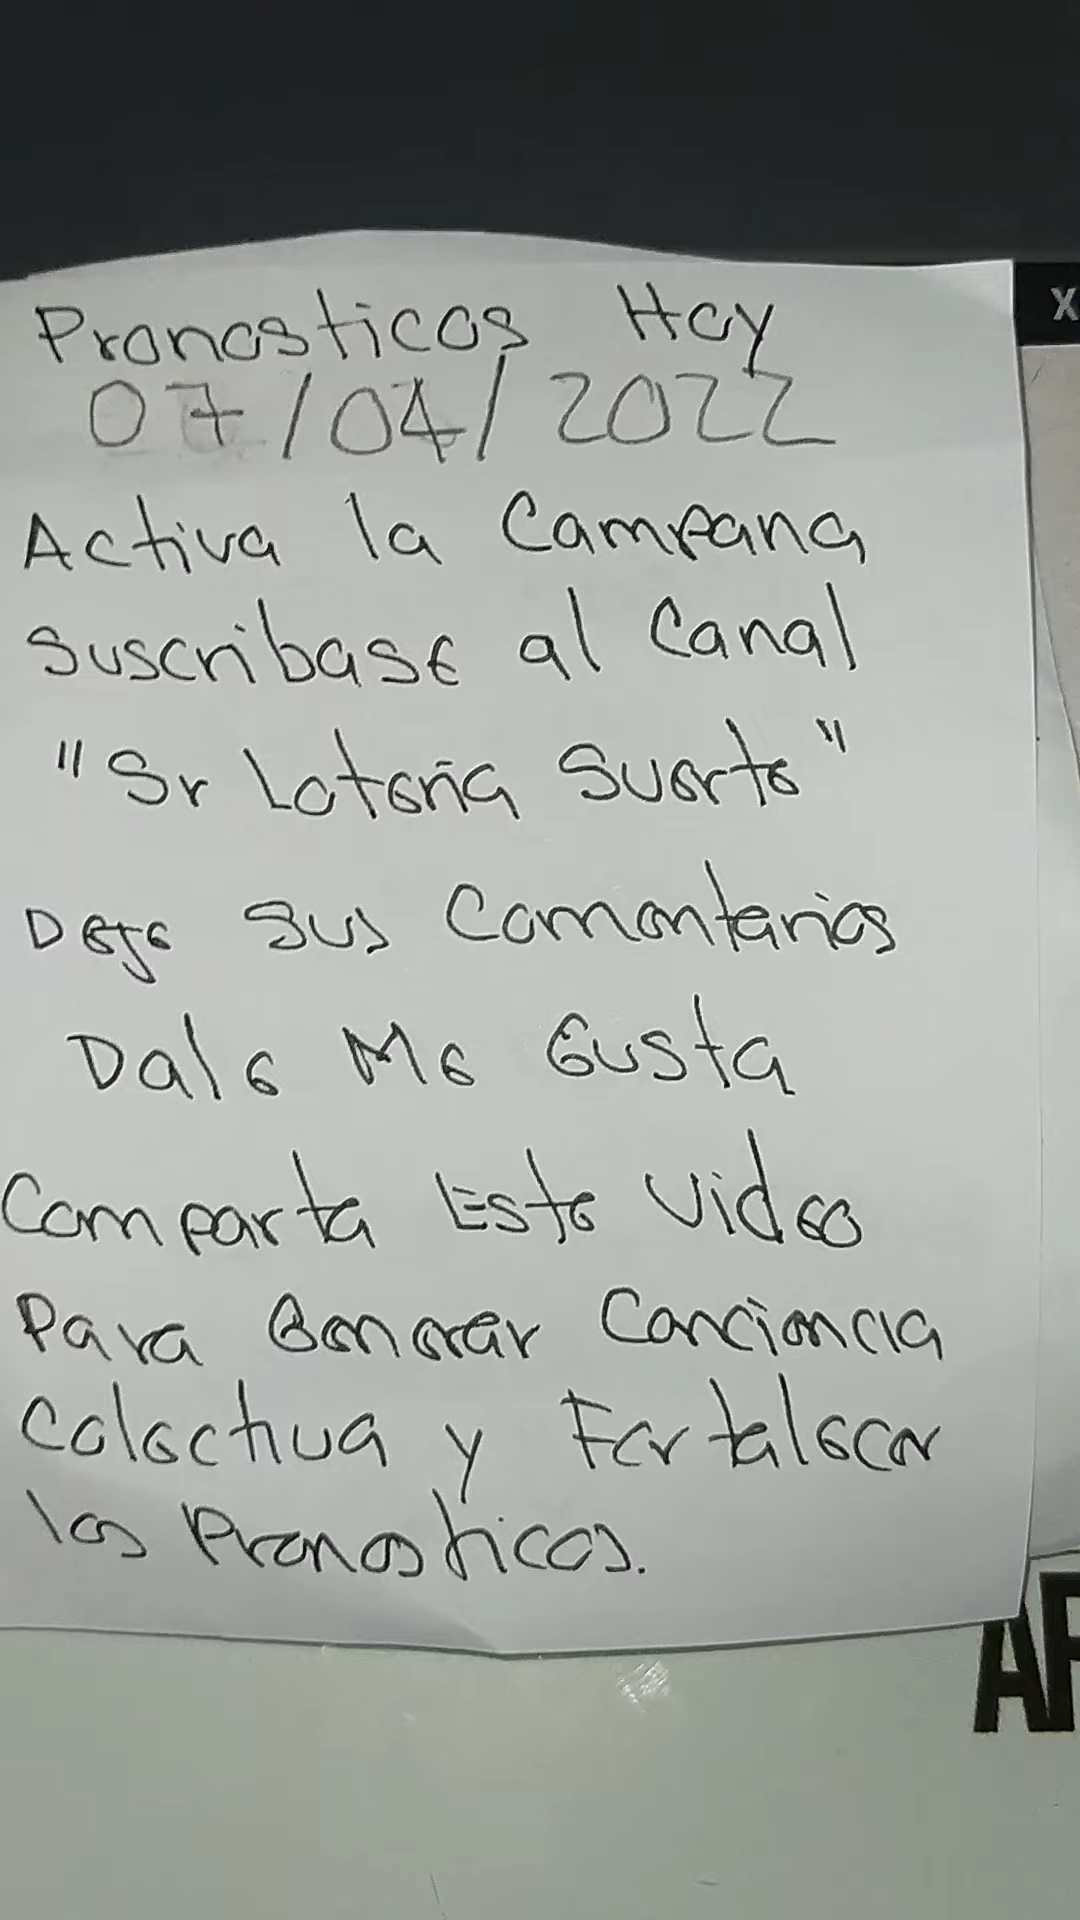 Pronosticos Hoy
07/04/2022
Activa la Campana
Suscribase al Canal
"Sr Loteria Suerte"
Deje Sus Comentarios
Dale Me Gusta
Comparta Este Video
Para Generar Conciencia
Colectiva y Fortalecer
los Pronosticos.
X
AF